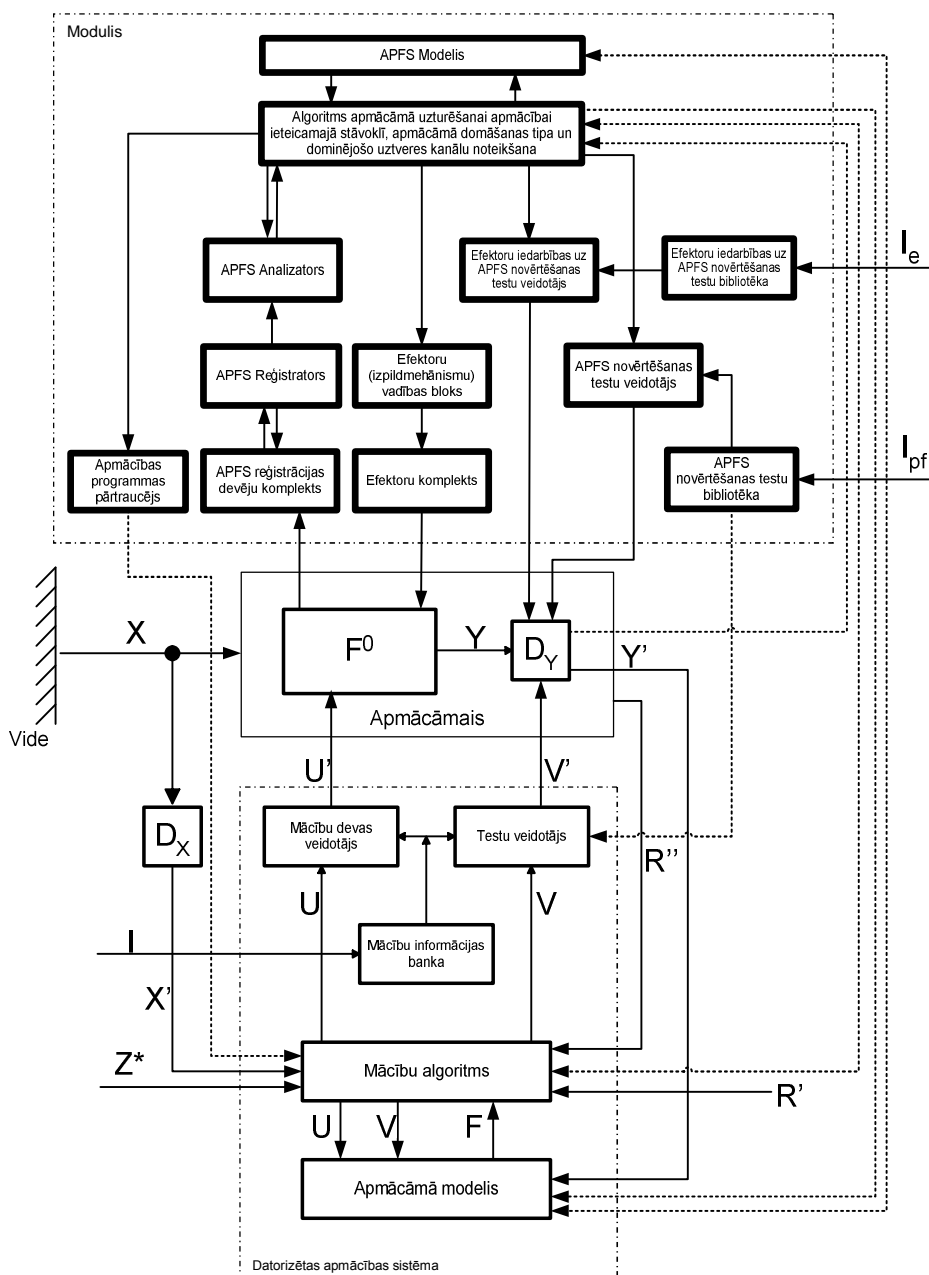 Modulis
APFS Modelis
Algoritms apmācāmā uzturēšanai apmācībai
ieteicamajā stāvoklī, apmācāmā domāšanas tipa un
dominējošo uztveres kanālu noteikšana
APFS Analizators
Efektoru iedarbības uz
APFS novērtēšanas
testu veidotājs
Efektoru iedarbības uz
APFS novērtēšanas
testu bibliotēka
I e
APFS Reģistrators
Efektoru
(izpildmehānismu)
vadības bloks
APFS novērtēšanas
testu veidotājs
Apmācības
programmas
pārtraucējs
APFS reģistrācijas
devēju komplekts
Efektoru komplekts
APFS
novērtēšanas testu
bibliotēka
I pf
X
F0
Y
DY
Y'
Vide
Apmācāmais
U'
V'
DX
Mācību devas
veidotājs
Testu veidotājs
R''
U
V
I
Mācību informācijas
banka
X'
Z*
Mācību algoritms
R'
U
V
F
Apmācāmā modelis
Datorizētas apmācības sistēma